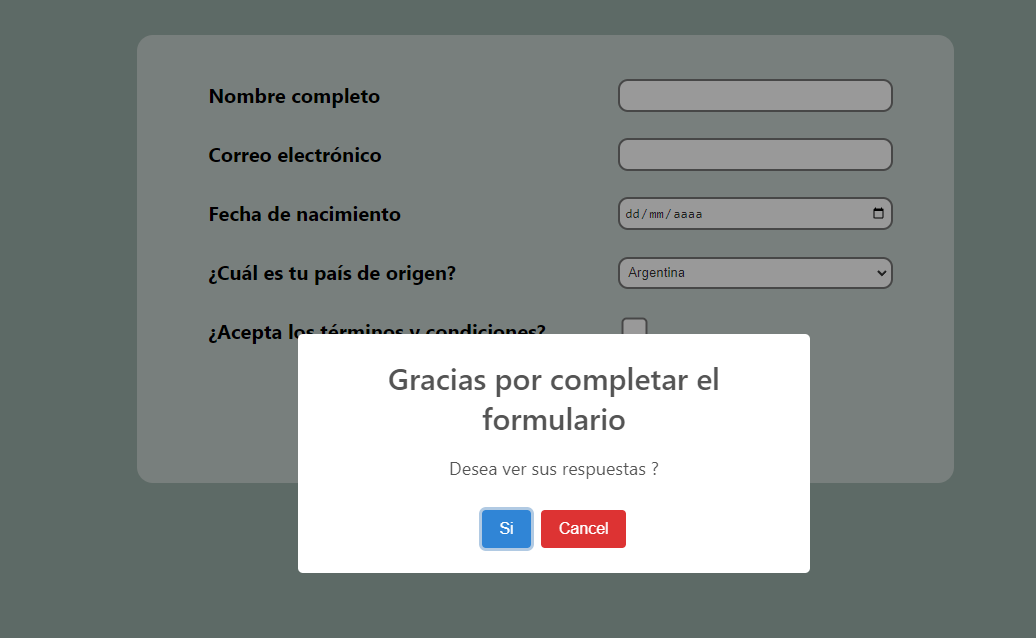 Nombre completo
Correo electrónico
Fecha de nacimiento
dd/mm/aaaa
¿Cuál es tu país de origen?
Argentina
¿Acepta los términos y condiciones?
Gracias por completar el
formulario
Desea ver sus respuestas ?
Si
Cancel